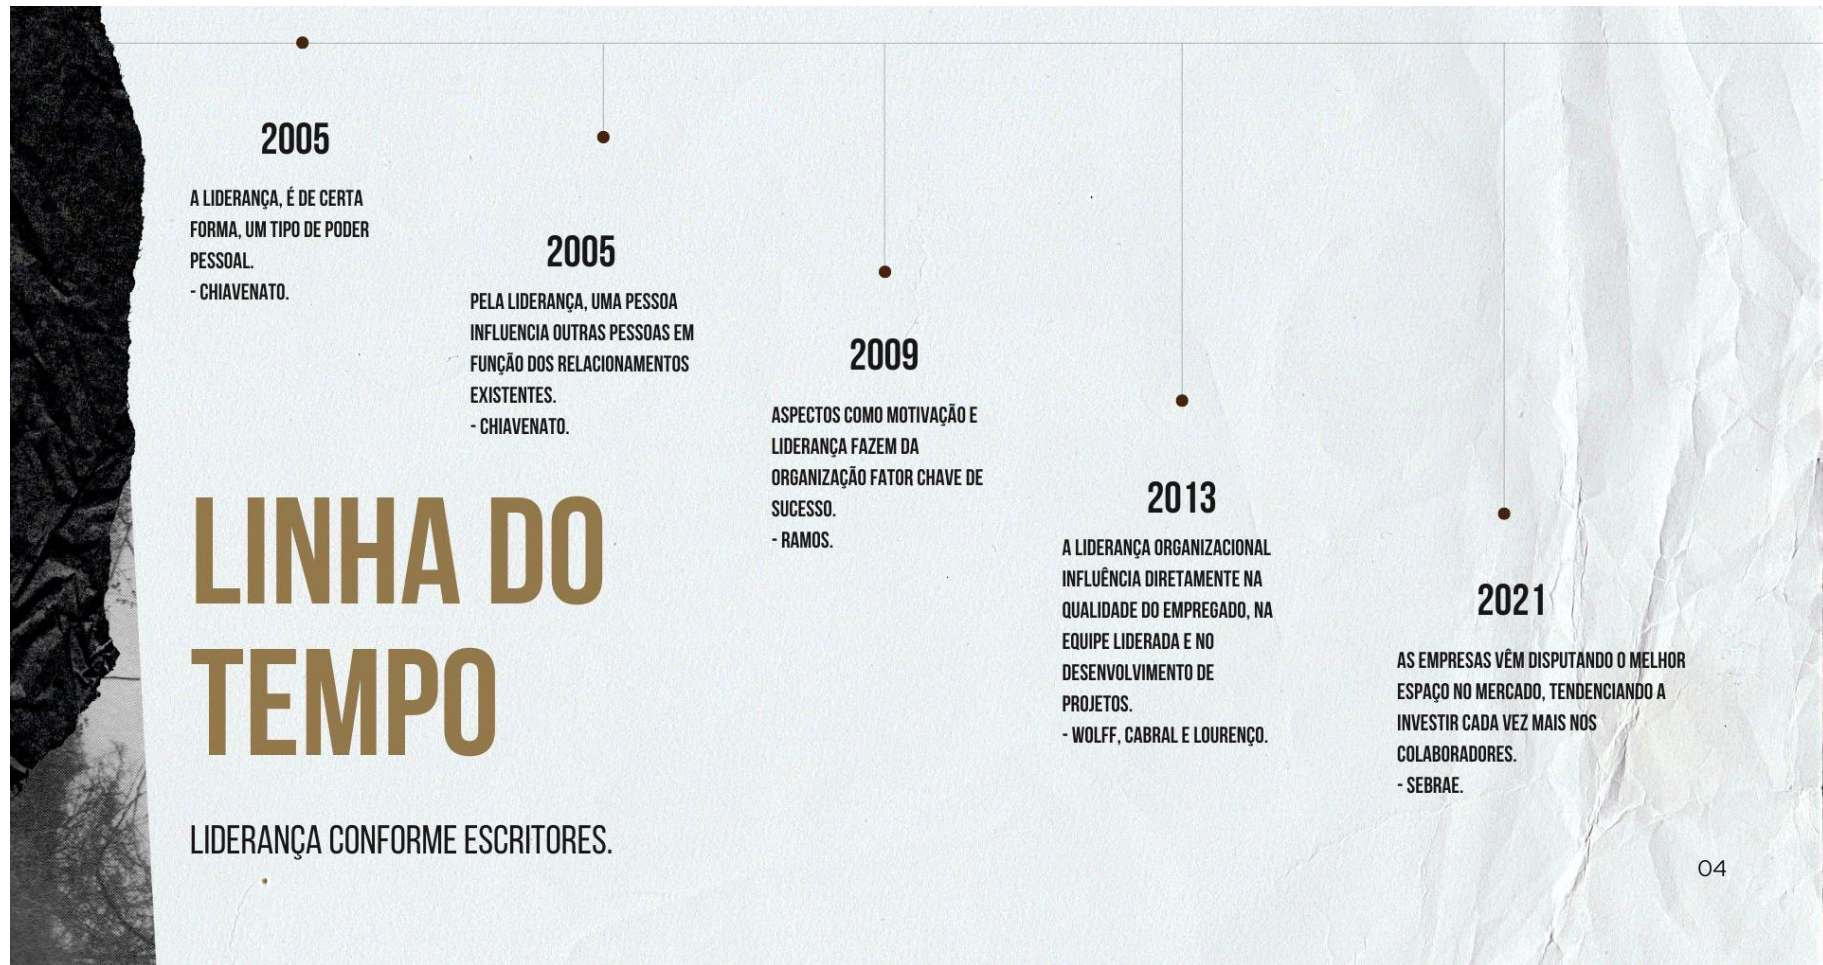 2005
A LIDERANÇA, É DE CERTA
FORMA, UM TIPO DE PODER
PESSOAL.
- CHIAVENATO.
2005
PELA LIDERANÇA, UMA PESSOA
INFLUENCIA OUTRAS PESSOAS EM
FUNÇÃO DOS RELACIONAMENTOS
EXISTENTES.
- CHIAVENATO.
2009
ASPECTOS COMO MOTIVAÇÃO E
LIDERANÇA FAZEM DA
ORGANIZAÇÃO FATOR CHAVE DE
SUCESSO.
- RAMOS.
2013
A LIDERANÇA ORGANIZACIONAL
INFLUÊNCIA DIRETAMENTE NA
QUALIDADE DO EMPREGADO, NA
EQUIPE LIDERADA E NO
DESENVOLVIMENTO DE
PROJETOS.
- WOLFF, CABRAL E LOURENÇO.
2021
AS EMPRESAS VÊM DISPUTANDO O MELHOR
ESPAÇO NO MERCADO, TENDENCIANDO A
INVESTIR CADA VEZ MAIS NOS
COLABORADORES.
- SEBRAE.
LINHA DO
TEMPO
LIDERANÇA CONFORME ESCRITORES.
04